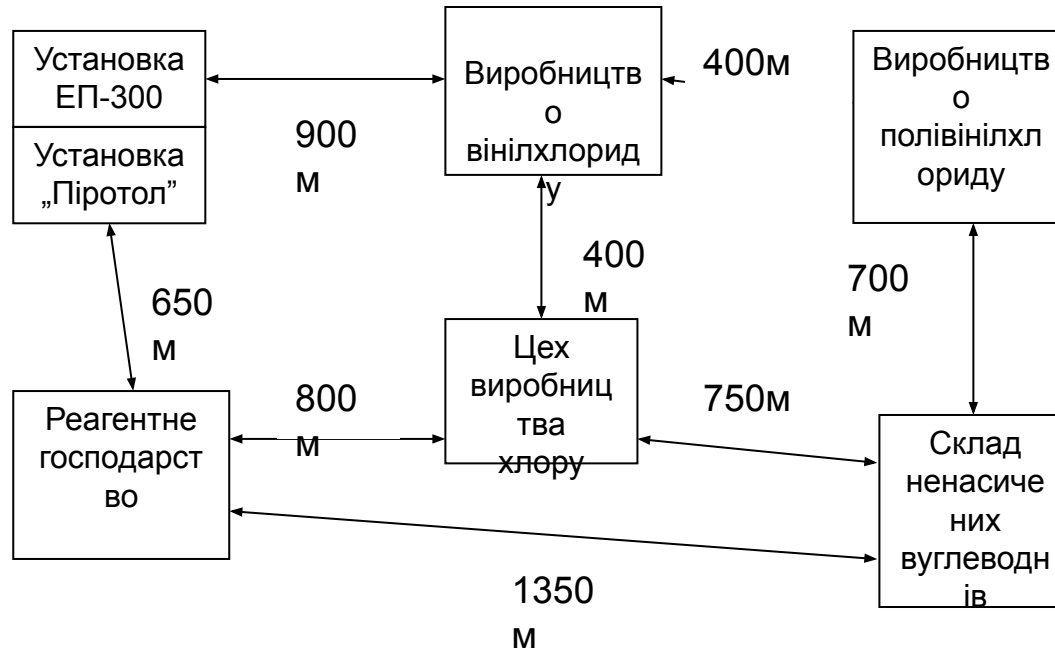 Установка
ЕП-300
Установка
„Піротол”
900
м
Виробництв
о
вінілхлорид
у
400м
Виробництв
о
полівінілхл
ориду
650
м
400
м
700
м
Реагентне
господарст
во
800
м
Цех
виробниц
тва
хлору
750м
Склад
ненасиче
них
вуглеводн
ів
1350
м